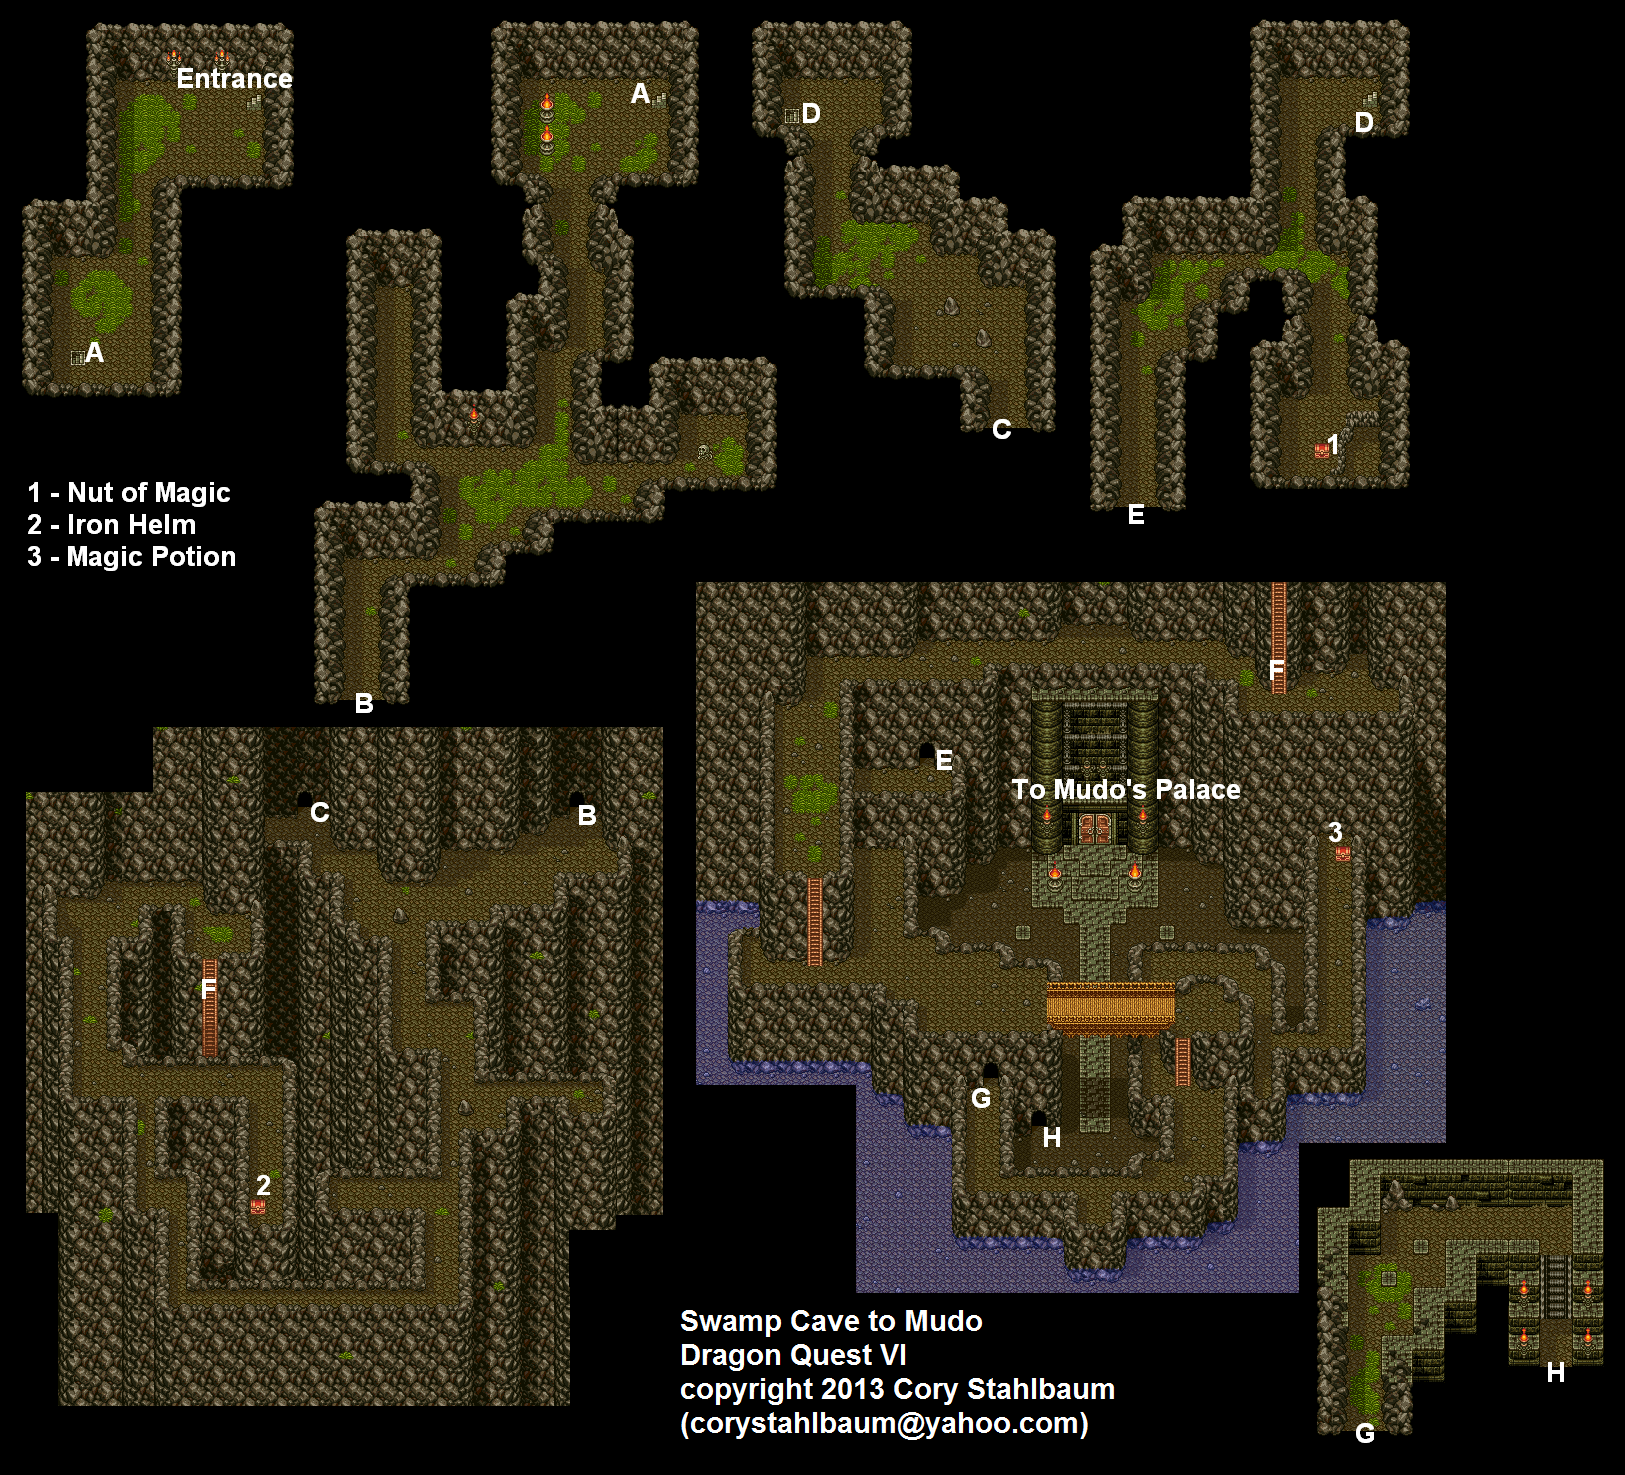 Entrance
A
A
D
D
C
1
E
1 - Nut of Magic
2 - Iron Helm
3 - Magic Potion
B
F
E
To Mudo's Palace
C
B
3
F
G
H
2
Swamp Cave to Mudo
Dragon Quest VI
copyright 2013 Cory Stahlbaum
(corystahlbaum@yahoo.com)
H
G